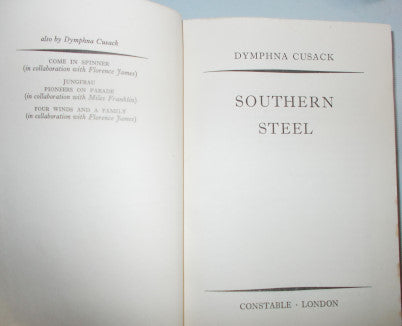 also by Dymphna Cusack
COME IN SPINNER
(in collaboration with Florence James)
JUNGFRAU
PIONEERS ON PARADE
(in collaboration with Miles Franklin)
FOUR WINDS AND A FAMILY
(in collaboration with Florence James)
DYMPHNA CUSACK
SOUTHERN
STEEL
CONSTABLE · LONDON